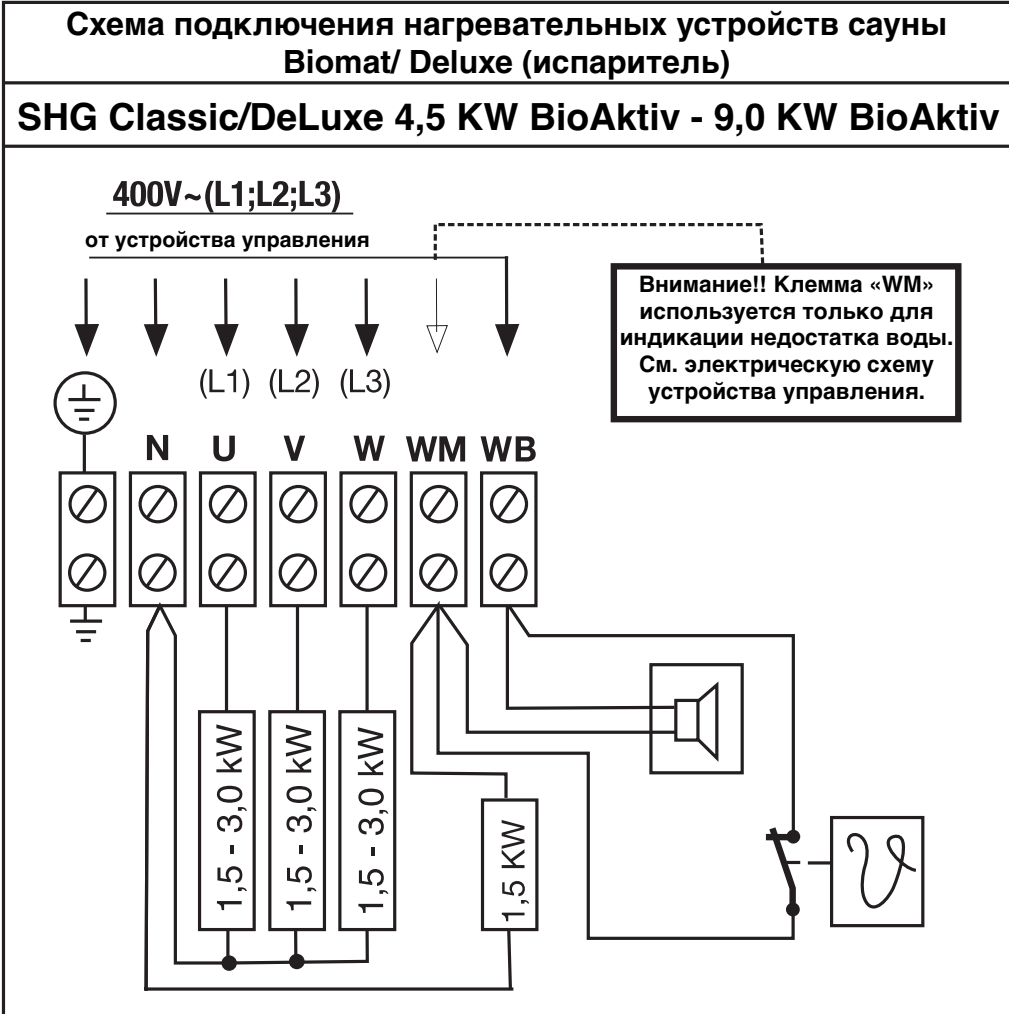 Схема подключения нагревательных устройств сауны
Biomat/ Deluxe (испаритель)
SHG Classic/DeLuxe 4,5 KW BioAktiv - 9,0 KW BioAktiv
400V~(L1;L2;L3)
от устройства управления
Внимание!! Клемма «WM»
используется только для
индикации недостатка воды.
См. электрическую схему
устройства управления.
(L1) (L2) (L3)
N U V W WM WB
1,5 - 3,0 kW
1,5 - 3,0 kW
1,5 - 3,0 kW
1,5 KW